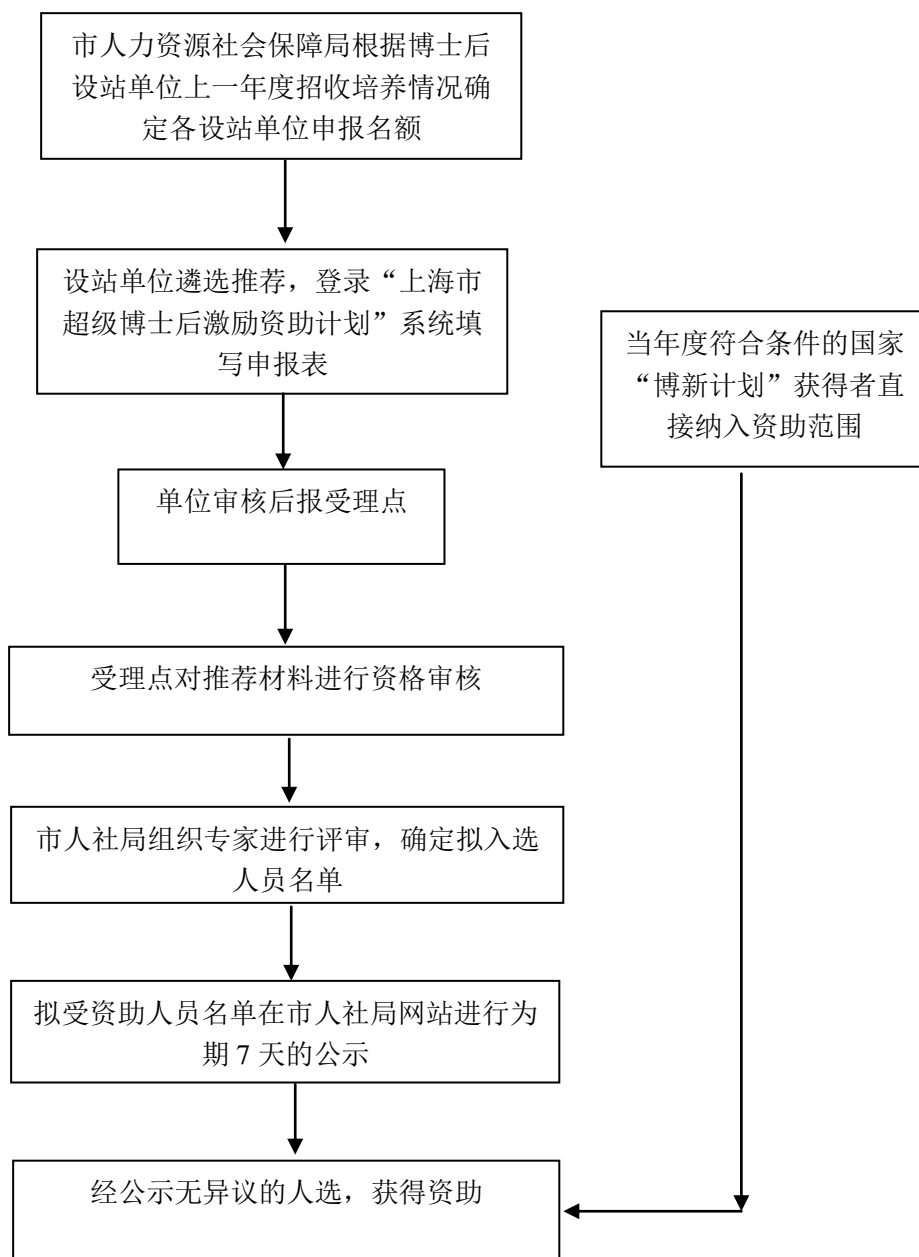 市人力资源社会保障局根据博士后
设站单位上一年度招收培养情况确
定各设站单位申报名额
设站单位遴选推荐，登录“上海市
超级博士后激励资助计划”系统填
写申报表
当年度符合条件的国家
“博新计划”获得者直
接纳入资助范围
单位审核后报受理点
受理点对推荐材料进行资格审核
市人社局组织专家进行评审，确定拟入选
人员名单
拟受资助人员名单在市人社局网站进行为
期 7 天的公示
经公示无异议的人选，获得资助